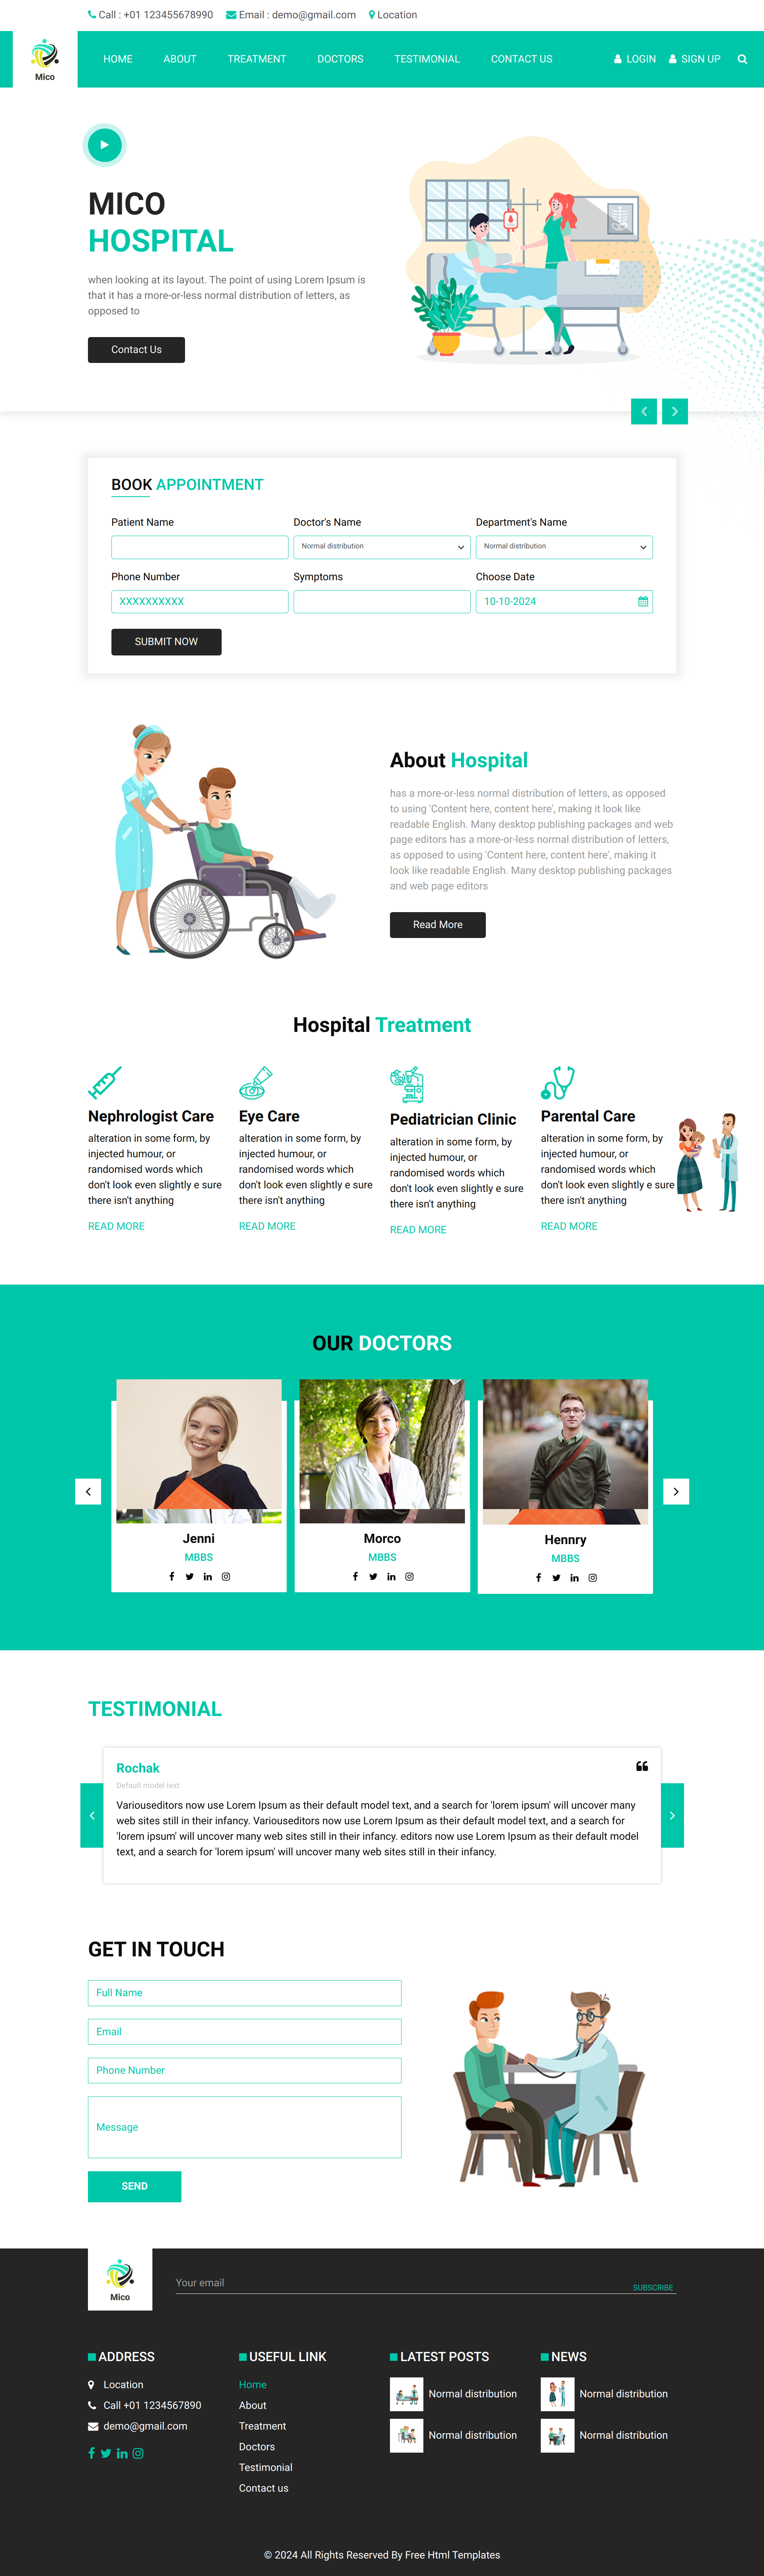 Call : +01 123455678990 Email : demo@gmail.com Location
Mico
HOME ABOUT TREATMENT DOCTORS TESTIMONIAL CONTACT US LOGIN SIGN UP
MICO
HOSPITAL
when looking at its layout. The point of using Lorem Ipsum is
that it has a more-or-less normal distribution of letters, as
opposed to
Contact Us
BOOK APPOINTMENT
Patient Name Doctor's Name Department's Name
Normal distribution Normal distribution
Phone Number Symptoms Choose Date
XXXXXXXXXX 10-10-2024
SUBMIT NOW
About Hospital
has a more-or-less normal distribution of letters, as opposed
to using 'Content here, content here', making it look like
readable English. Many desktop publishing packages and web
page editors has a more-or-less normal distribution of letters,
as opposed to using 'Content here, content here', making it
look like readable English. Many desktop publishing packages
and web page editors
Read More
Hospital Treatment
Nephrologist Care
alteration in some form, by
injected humour, or
randomised words which
don't look even slightly e sure
there isn't anything
READ MORE
Eye Care
alteration in some form, by
injected humour, or
randomised words which
don't look even slightly e sure
there isn't anything
READ MORE
Pediatrician Clinic
alteration in some form, by
injected humour, or
randomised words which
don't look even slightly e sure
there isn't anything
READ MORE
Parental Care
alteration in some form, by
injected humour, or
randomised words which
don't look even slightly e sure
there isn't anything
READ MORE
OUR DOCTORS
Jenni
MBBS
Morco
MBBS
Hennry
MBBS
TESTIMONIAL
Rochak
Default model text
Variouseditors now use Lorem Ipsum as their default model text, and a search for 'lorem ipsum' will uncover many
web sites still in their infancy. Variouseditors now use Lorem Ipsum as their default model text, and a search for
'lorem ipsum' will uncover many web sites still in their infancy. editors now use Lorem Ipsum as their default model
text, and a search for 'lorem ipsum' will uncover many web sites still in their infancy.
GET IN TOUCH
Full Name
Email
Phone Number
Message
SEND
Mico
Your email
SUBSCRIBE
ADDRESS
Location
Call +01 1234567890
demo@gmail.com
USEFUL LINK
Home
About
Treatment
Doctors
Testimonial
Contact us
LATEST POSTS
Normal distribution
Normal distribution
NEWS
Normal distribution
Normal distribution
© 2024 All Rights Reserved By Free Html Templates